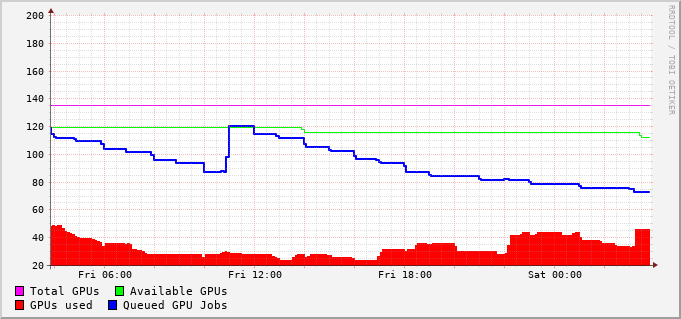 RRDTOOL / TOBI OETIKER
200
180
160
140
120
100
80
60
40
20
Fri 06:00 Fri 12:00 Fri 18:00 Sat 00:00
Total GPUs Available GPUs
GPUs used Queued GPU Jobs